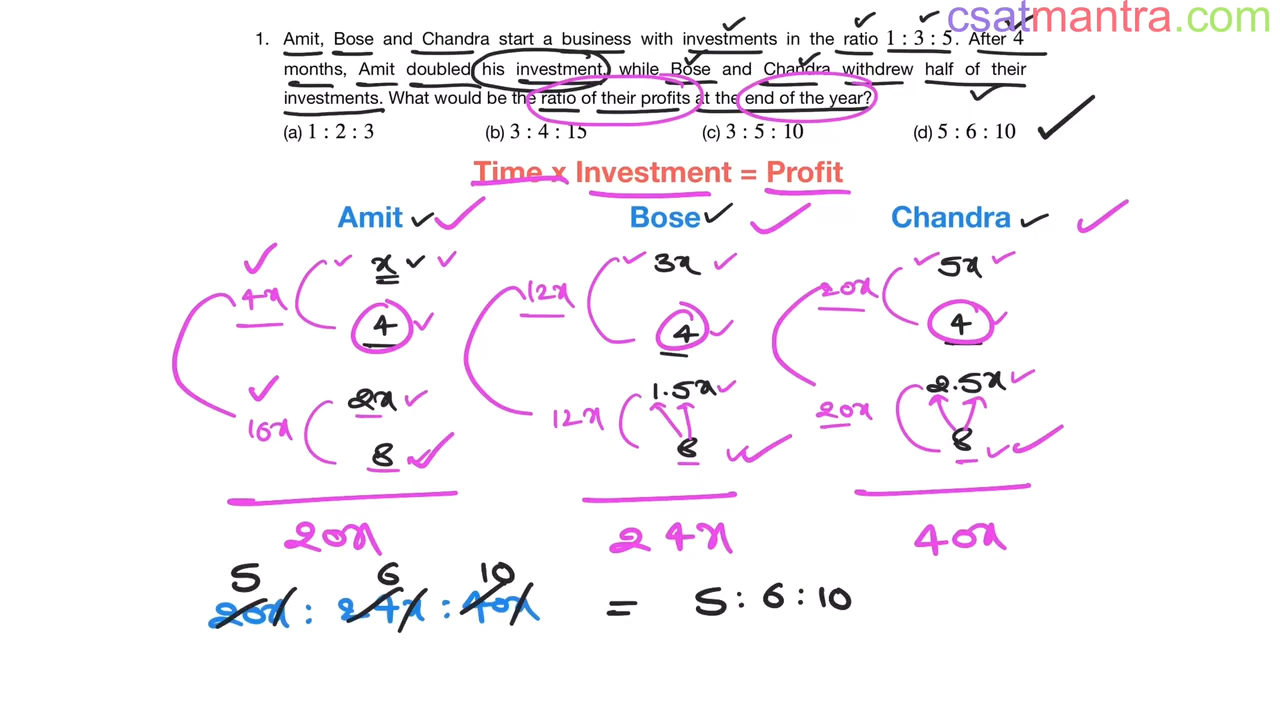 csatmantra.com
1. Amit, Bose and Chandra start a business with investments in the ratio 1 : 3 : 5. After 4
months, Amit doubled his investment while Bose and Chandra withdrew half of their
investments. What would be the ratio of their profits at the end of the year?
(a) 1 : 2 : 3 (b) 3 : 4 : 15 (c) 3 : 5 : 10 (d) 5 : 6 : 10
Time x Investment = Profit
Amit Bose Chandra
x 3x 5x
4x 12x 20x
4 4 4
2x 1.5x 2.5x
16x 12x 20x
8 8 8
20x 24x 40x
5 6 10
20x : 24x : 40x = 5 : 6 : 10